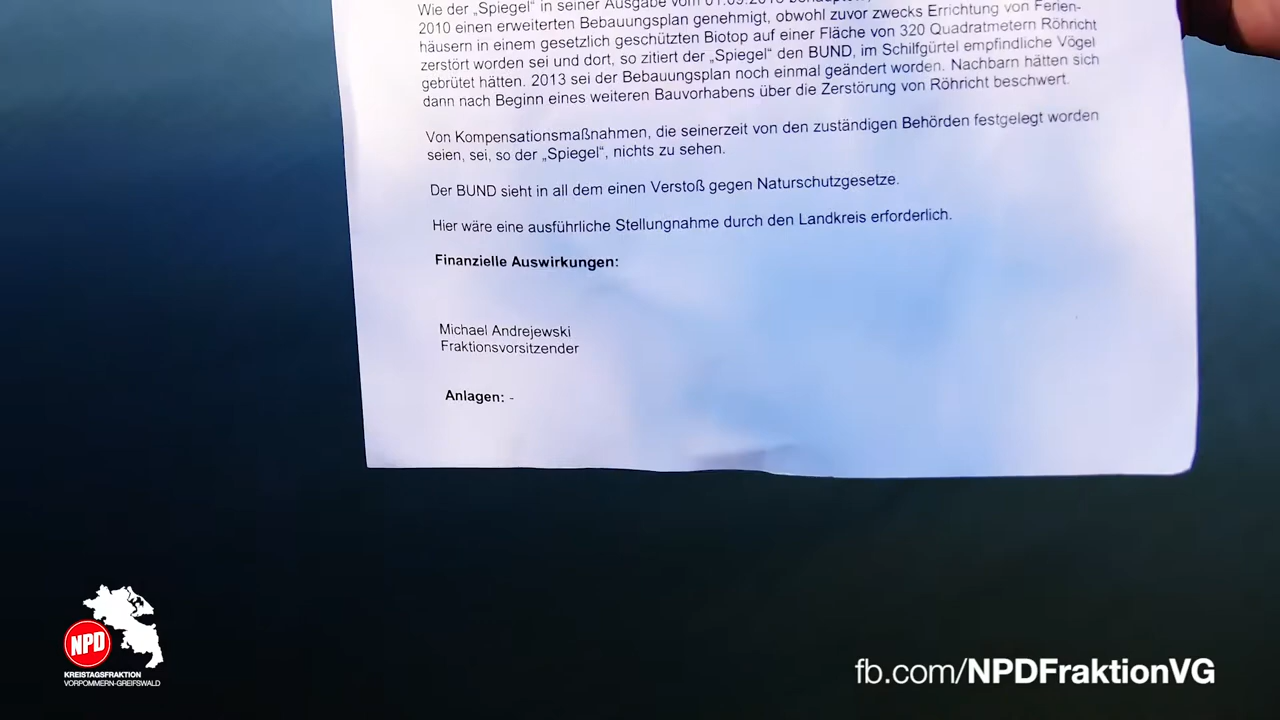 Wie der „Spiegel“ in seiner Ausgabe vom
2010 einen erweiterten Bebauungsplan genehmigt, obwohl zuvor zwecks Errichtung von Ferien-
häusern in einem gesetzlich geschützten Biotop auf einer Fläche von 320 Quadratmetern Röhricht
zerstört worden sei und dort, so zitiert der „Spiegel“ den BUND, im Schilfgürtel empfindliche Vögel
gebrütet hätten. 2013 sei der Bebauungsplan noch einmal geändert worden. Nachbarn hätten sich
dann nach Beginn eines weiteren Bauvorhabens über die Zerstörung von Röhricht beschwert.
Von Kompensationsmaßnahmen, die seinerzeit von den zuständigen Behörden festgelegt worden
seien, sei, so der „Spiegel“, nichts zu sehen.
Der BUND sieht in all dem einen Verstoß gegen Naturschutzgesetze.
Hier wäre eine ausführliche Stellungnahme durch den Landkreis erforderlich.
Finanzielle Auswirkungen:
Michael Andrejewski
Fraktionsvorsitzender
Anlagen: -
NPD
KREISTAGSFRAKTION
VORPOMMERN-GREIFSWALD
fb.com/NPDFraktionVG